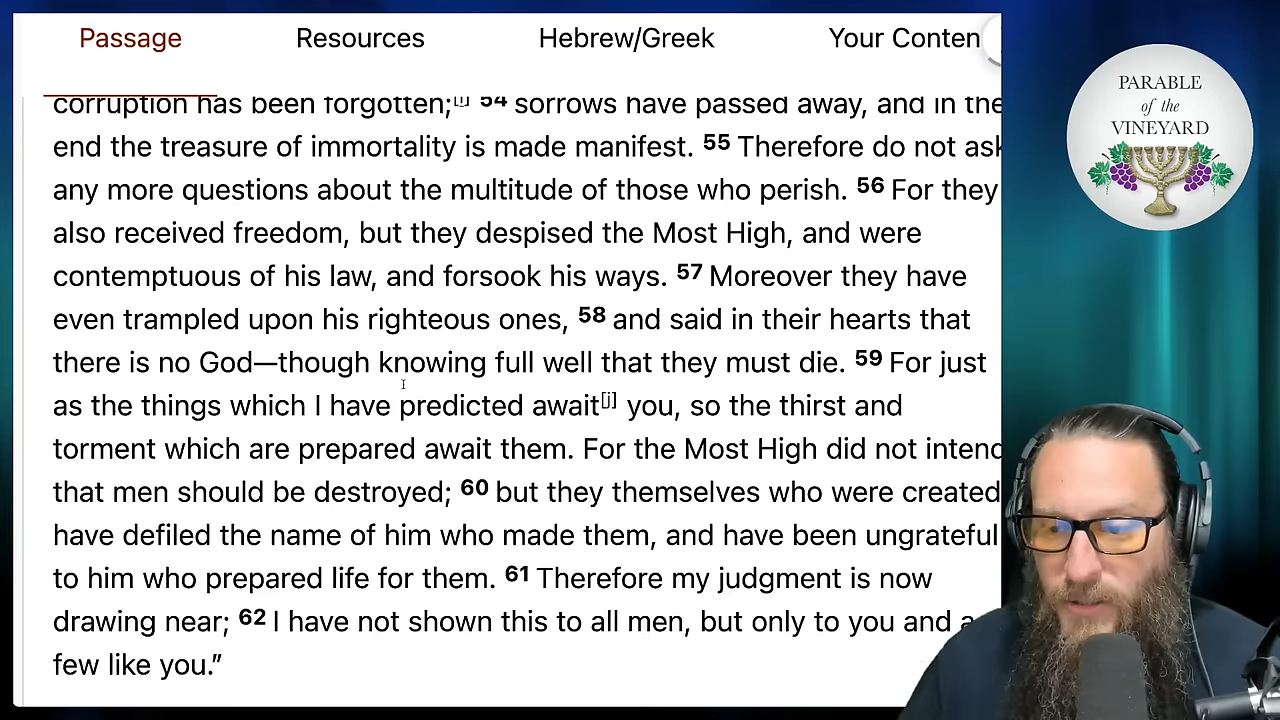 Passage Resources Hebrew/Greek Your Conten
corruption has been forgotten;[i] 54 sorrows have passed away, and in the
end the treasure of immortality is made manifest. 55 Therefore do not ask
any more questions about the multitude of those who perish. 56 For they
also received freedom, but they despised the Most High, and were
contemptuous of his law, and forsook his ways. 57 Moreover they have
even trampled upon his righteous ones, 58 and said in their hearts that
there is no God—though knowing full well that they must die. 59 For just
as the things which I have predicted await[j] you, so the thirst and
torment which are prepared await them. For the Most High did not intend
that men should be destroyed; 60 but they themselves who were created
have defiled the name of him who made them, and have been ungrateful
to him who prepared life for them. 61 Therefore my judgment is now
drawing near; 62 I have not shown this to all men, but only to you and a
few like you.”
PARABLE
of the
VINEYARD